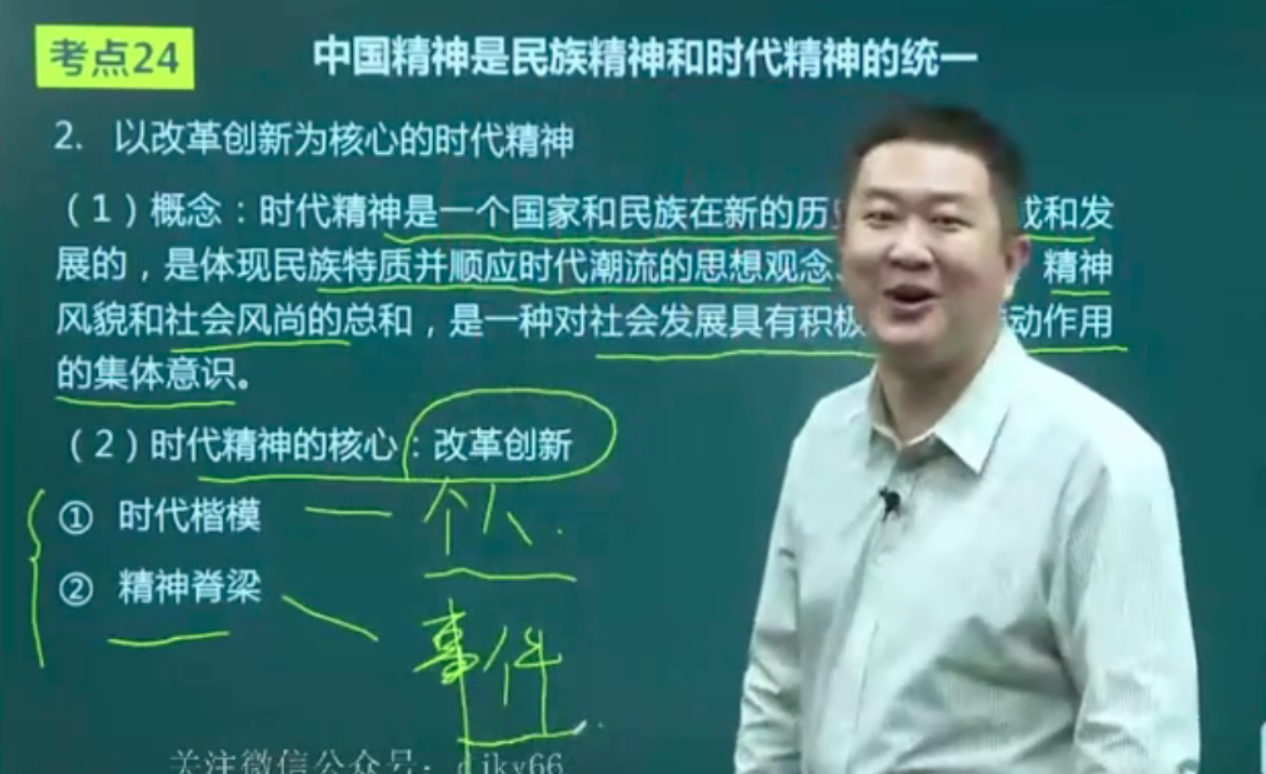 考点24
中国精神是民族精神和时代精神的统一
2. 以改革创新为核心的时代精神
（1）概念：时代精神是一个国家和民族在新的历 成和发
展的，是体现民族特质并顺应时代潮流的思想观念 精神
风貌和社会风尚的总和，是一种对社会发展具有积极 动作用
的集体意识。
（2）时代精神的核心：改革创新
① 时代楷模 — 个人.
② 精神脊梁
事件
关注微信公众号：djky66